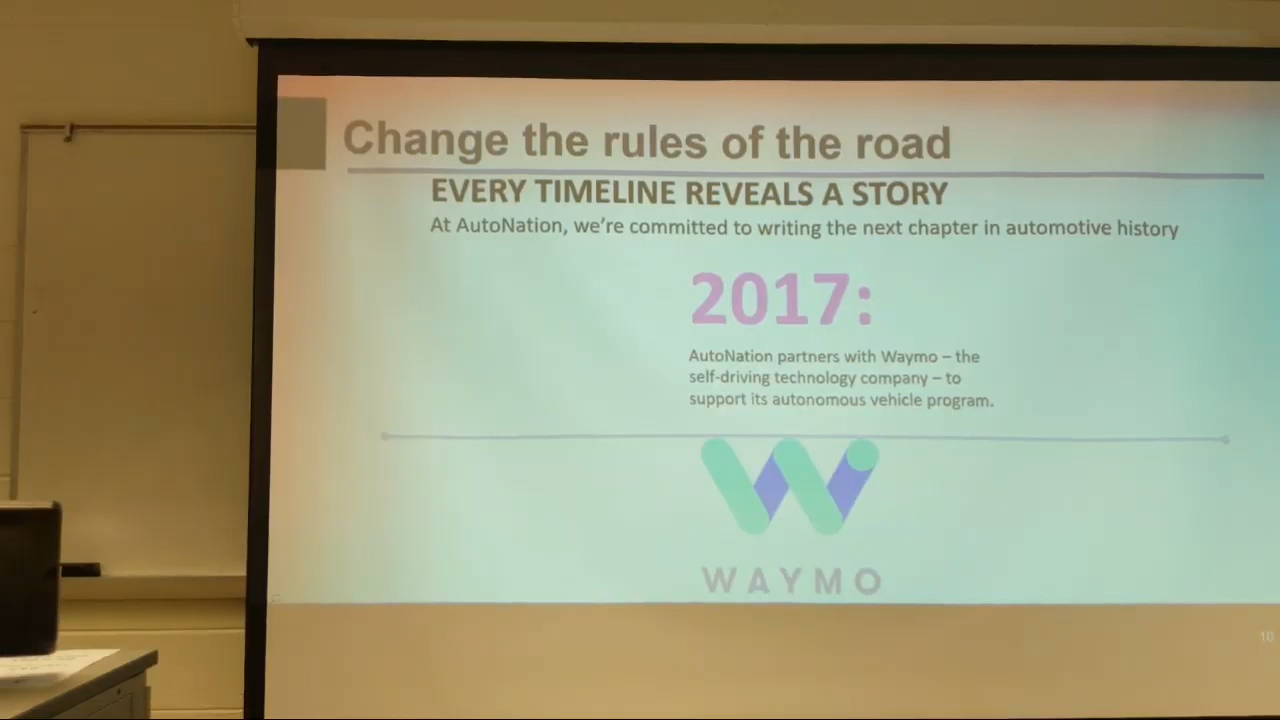 Change the rules of the road
EVERY TIMELINE REVEALS A STORY
At AutoNation, we're committed to writing the next chapter in automotive history
2017:
AutoNation partners with Waymo – the
self-driving technology company – to
support its autonomous vehicle program.
WAYMO
10